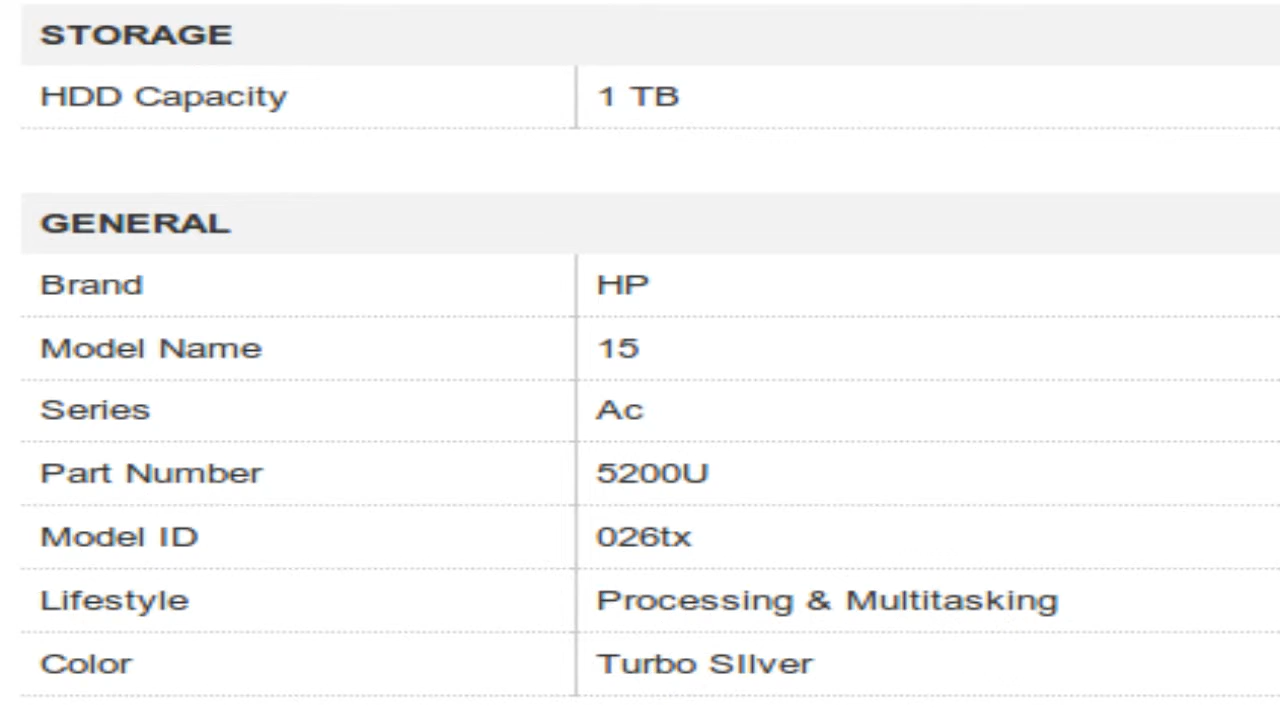 STORAGE
HDD Capacity 1 TB
GENERAL
Brand HP
Model Name 15
Series Ac
Part Number 5200U
Model ID 026tx
Lifestyle Processing & Multitasking
Color Turbo SIlver